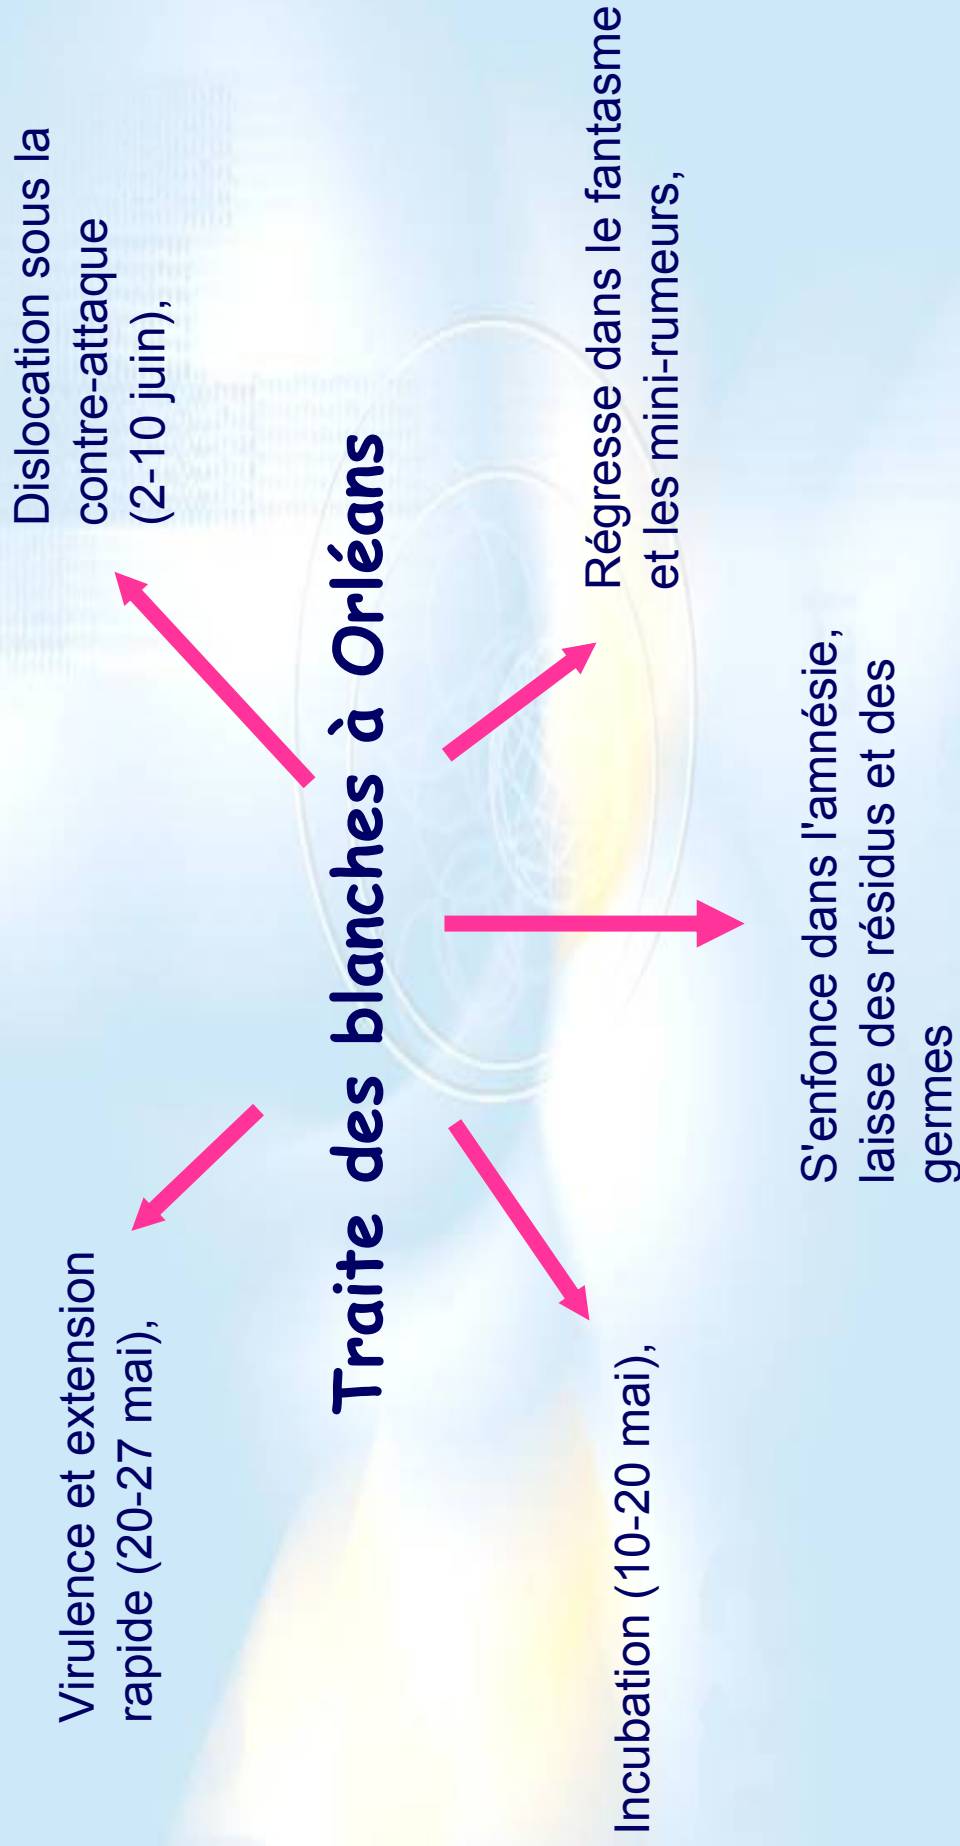 Virulence et extension
rapide (20-27 mai),
Dislocation sous la
contre-attaque
(2-10 juin),
Traite des blanches à Orléans
Incubation (10-20 mai),
Régresse dans le fantasme
et les mini-rumeurs,
S'enfonce dans l'amnésie,
laisse des résidus et des
germes